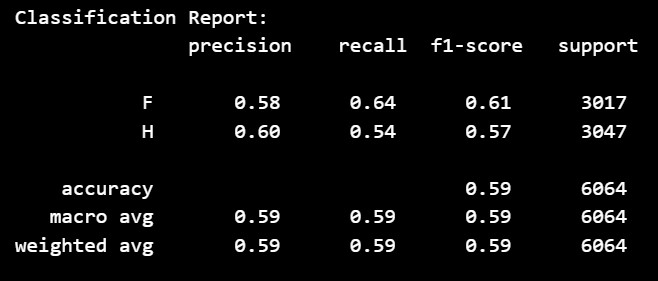 Classification Report:
precision recall f1-score support
F 0.58 0.64 0.61 3017
H 0.60 0.54 0.57 3047
accuracy 0.59 6064
macro avg 0.59 0.59 0.59 6064
weighted avg 0.59 0.59 0.59 6064